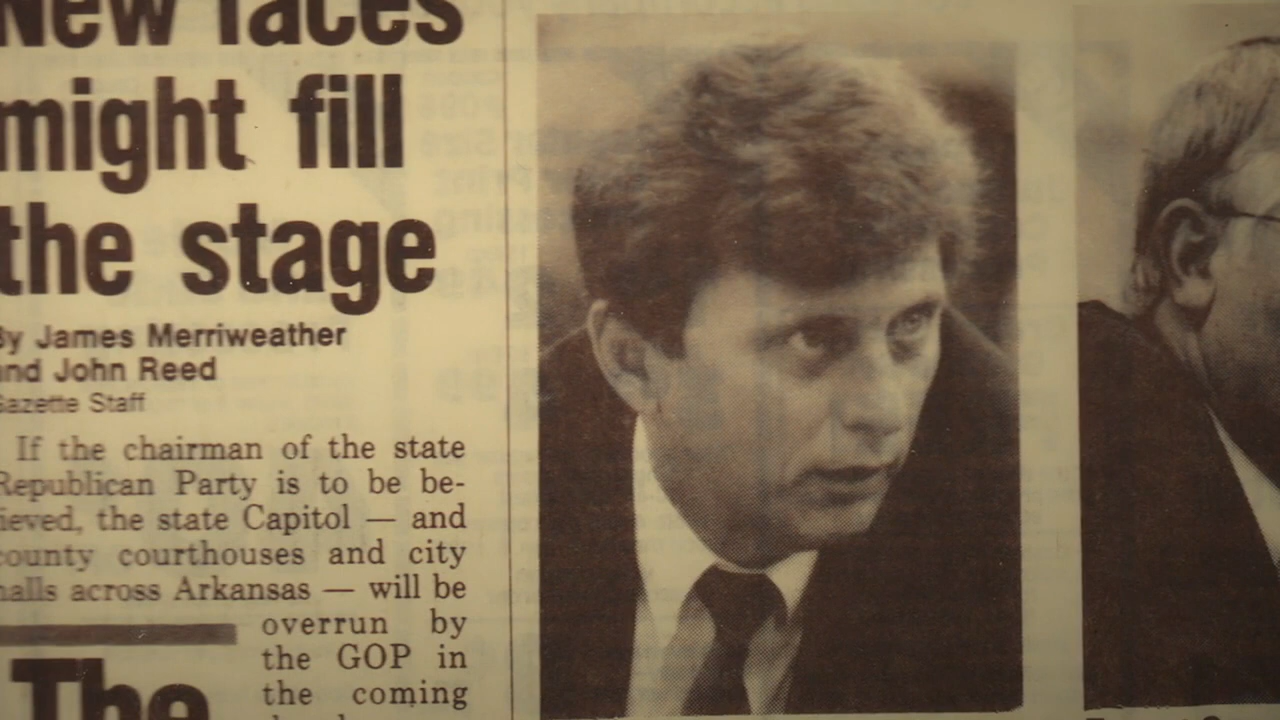 New faces
might fill
the stage
By James Merriweather
and John Reed
Gazette Staff
If the chairman of the state
Republican Party is to be be-
lieved, the state Capitol — and
county courthouses and city
halls across Arkansas — will be
overrun by
the GOP in
the coming
The